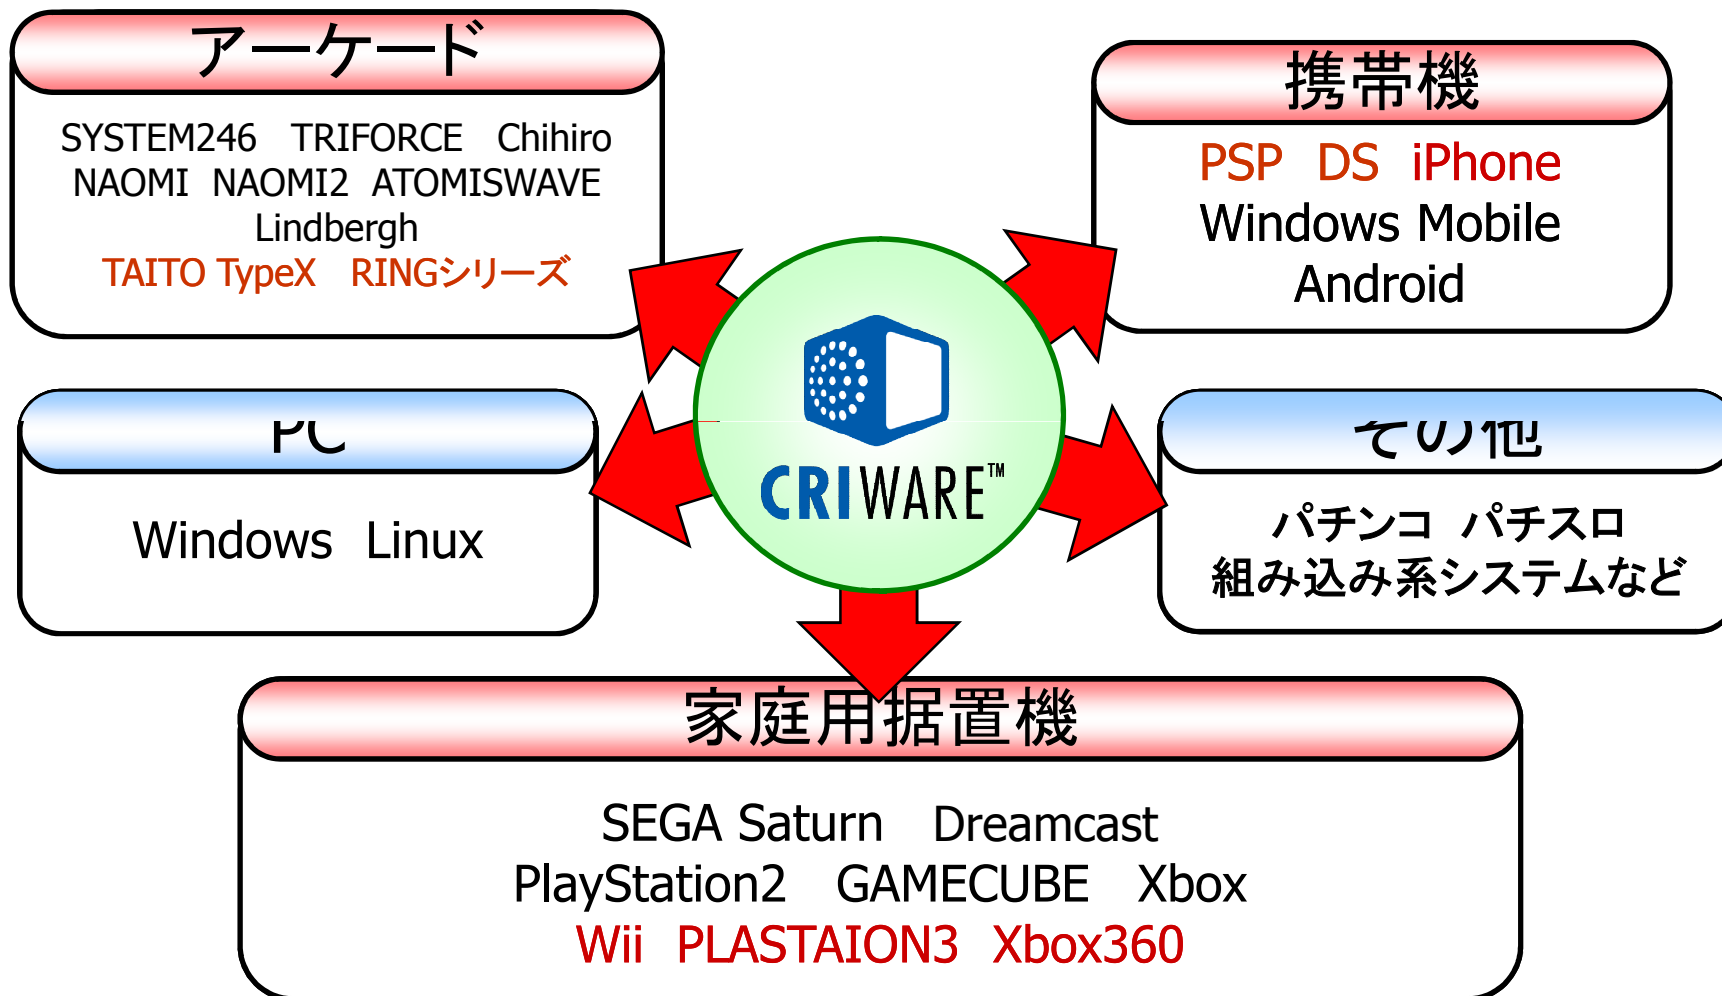 アーケード
SYSTEM246 TRIFORCE Chihiro
NAOMI NAOMI2 ATOMISWAVE
Lindbergh
TAITO TypeX RINGシリーズ
携帯機
PSP DS iPhone
Windows Mobile
Android
CRIWARE™
PC
Windows Linux
その他
パチンコ パチスロ
組み込み系システムなど
家庭用据置機
SEGA Saturn Dreamcast
PlayStation2 GAMECUBE Xbox
Wii PLASTAION3 Xbox360